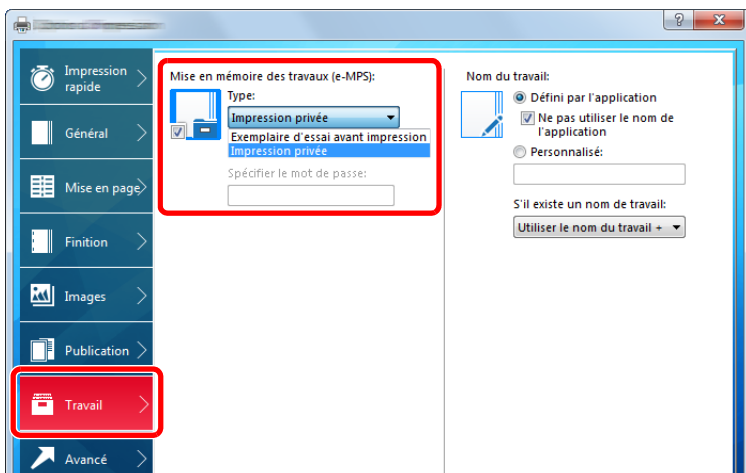 Impression
rapide
Général
Mise en page
Finition
Images
Publication
Travail
Avancé
Mise en mémoire des travaux (e-MPS):
Type:
Impression privée
Exemplaire d'essai avant impression
Impression privée
Spécifier le mot de passe:
Nom du travail:
Défini par l'application
Ne pas utiliser le nom de
l'application
Personnalisé:
S'il existe un nom de travail:
Utiliser le nom du travail +